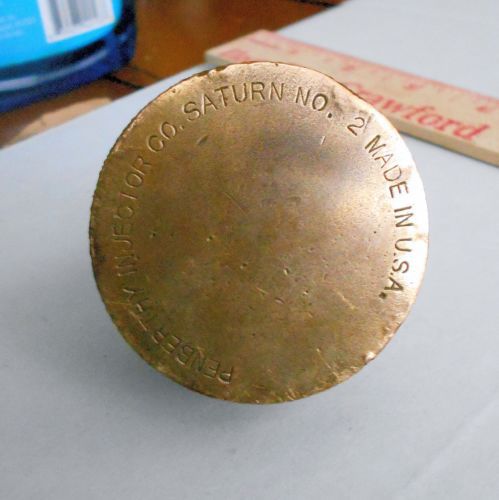 PENBERTHY INJECTOR CO. SATURN NO. 2 MADE IN U.S.A.
Crawford